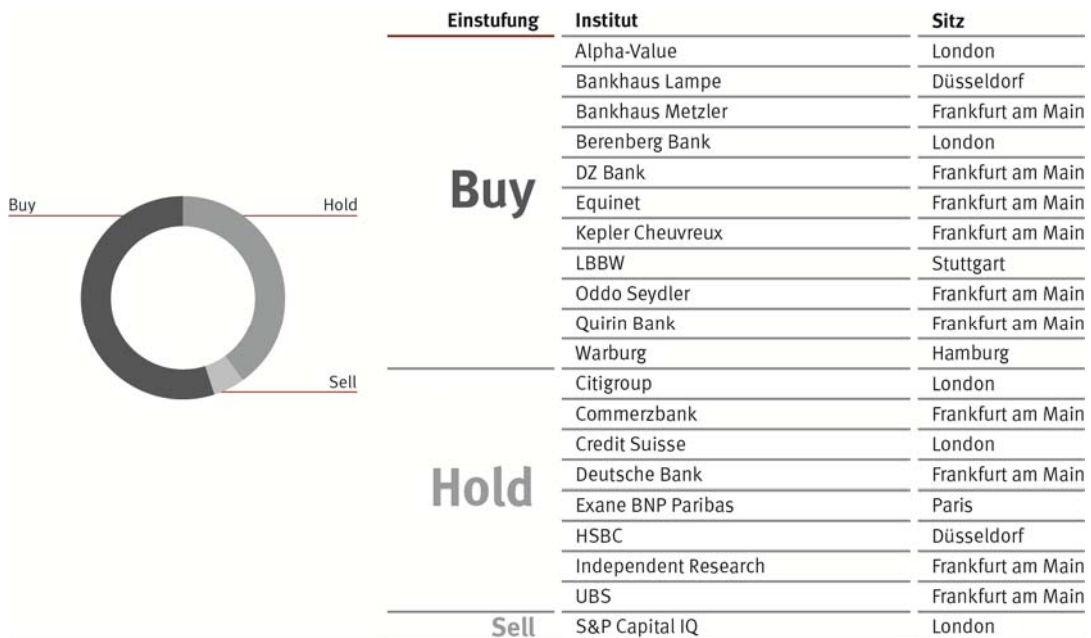 Buy
Hold
Sell
Einstufung Institut Sitz
Buy
Alpha-Value London
Bankhaus Lampe Düsseldorf
Bankhaus Metzler Frankfurt am Main
Berenberg Bank London
DZ Bank Frankfurt am Main
Equinet Frankfurt am Main
Kepler Cheuvreux Frankfurt am Main
LBBW Stuttgart
Oddo Seydler Frankfurt am Main
Quirin Bank Frankfurt am Main
Warburg Hamburg
Hold
Citigroup London
Commerzbank Frankfurt am Main
Credit Suisse London
Deutsche Bank Frankfurt am Main
Exane BNP Paribas Paris
HSBC Düsseldorf
Independent Research Frankfurt am Main
UBS Frankfurt am Main
Sell S&P Capital IQ London